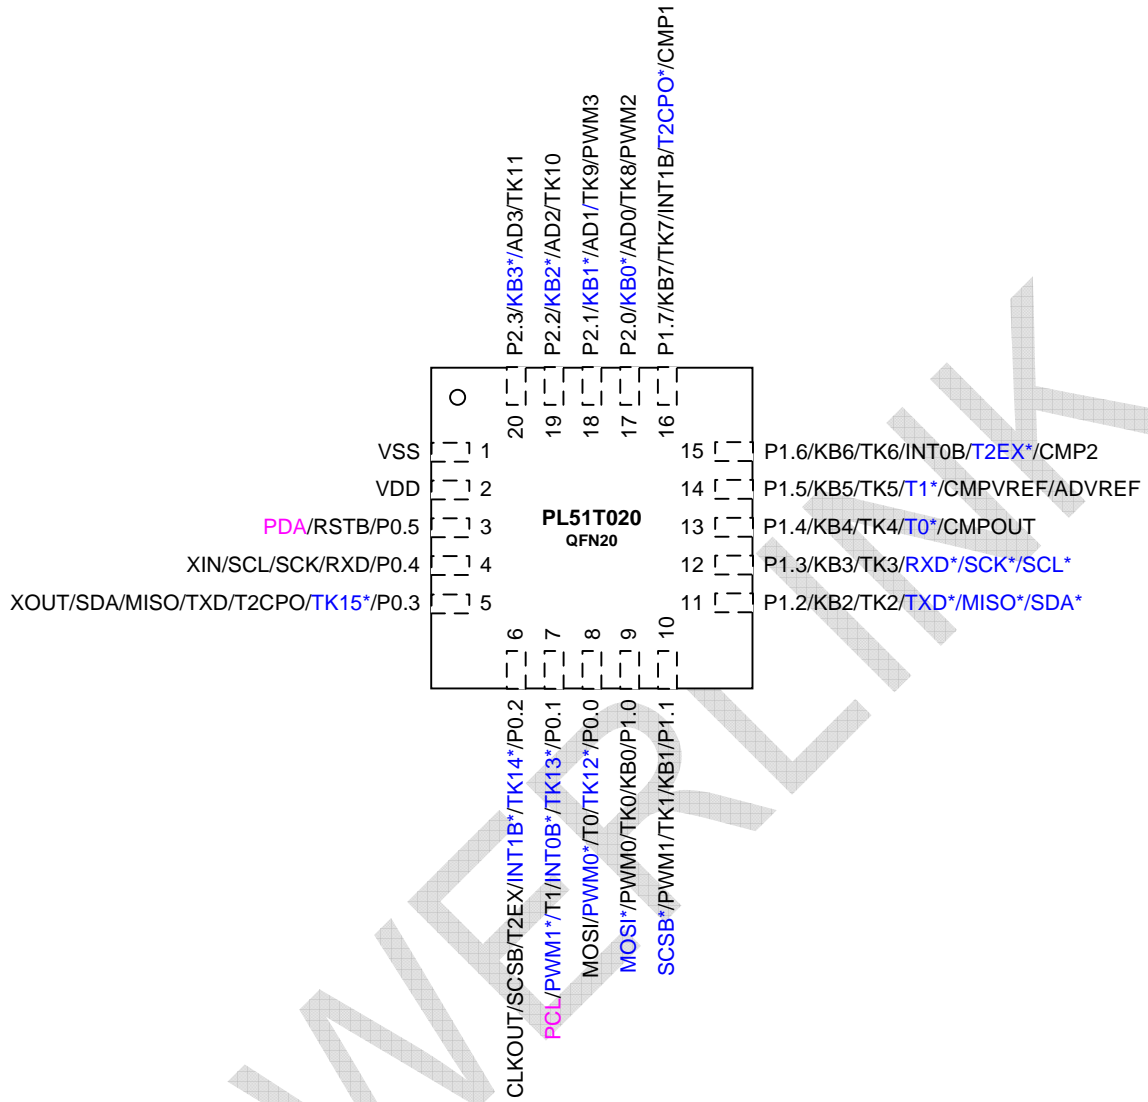 P2.3/KB3*/AD3/TK11
P2.2/KB2*/AD2/TK10
P2.1/KB1*/AD1/TK9/PWM3
P2.0/KB0*/AD0/TK8/PWM2
P1.7/KB7/TK7/INT1B/T2CPO*/CMP1
20
19
18
17
16
VSS 1
VDD 2
PDA/RSTB/P0.5 3
XIN/SCL/SCK/RXD/P0.4 4
XOUT/SDA/MISO/TXD/T2CPO/TK15*/P0.3 5
PL51T020
QFN20
15 P1.6/KB6/TK6/INT0B/T2EX*/CMP2
14 P1.5/KB5/TK5/T1*/CMPVREF/ADVREF
13 P1.4/KB4/TK4/T0*/CMPOUT
12 P1.3/KB3/TK3/RXD*/SCK*/SCL*
11 P1.2/KB2/TK2/TXD*/MISO*/SDA*
6
7
8
9
10
CLKOUT/SCSB/T2EX/INT1B*/TK14*/P0.2
PCL/PWM1*/T1/INT0B*/TK13*/P0.1
MOSI/PWM0*/T0/TK12*/P0.0
MOSI*/PWM0/TK0/KB0/P1.0
SCSB*/PWM1/TK1/KB1/P1.1
WERLINK